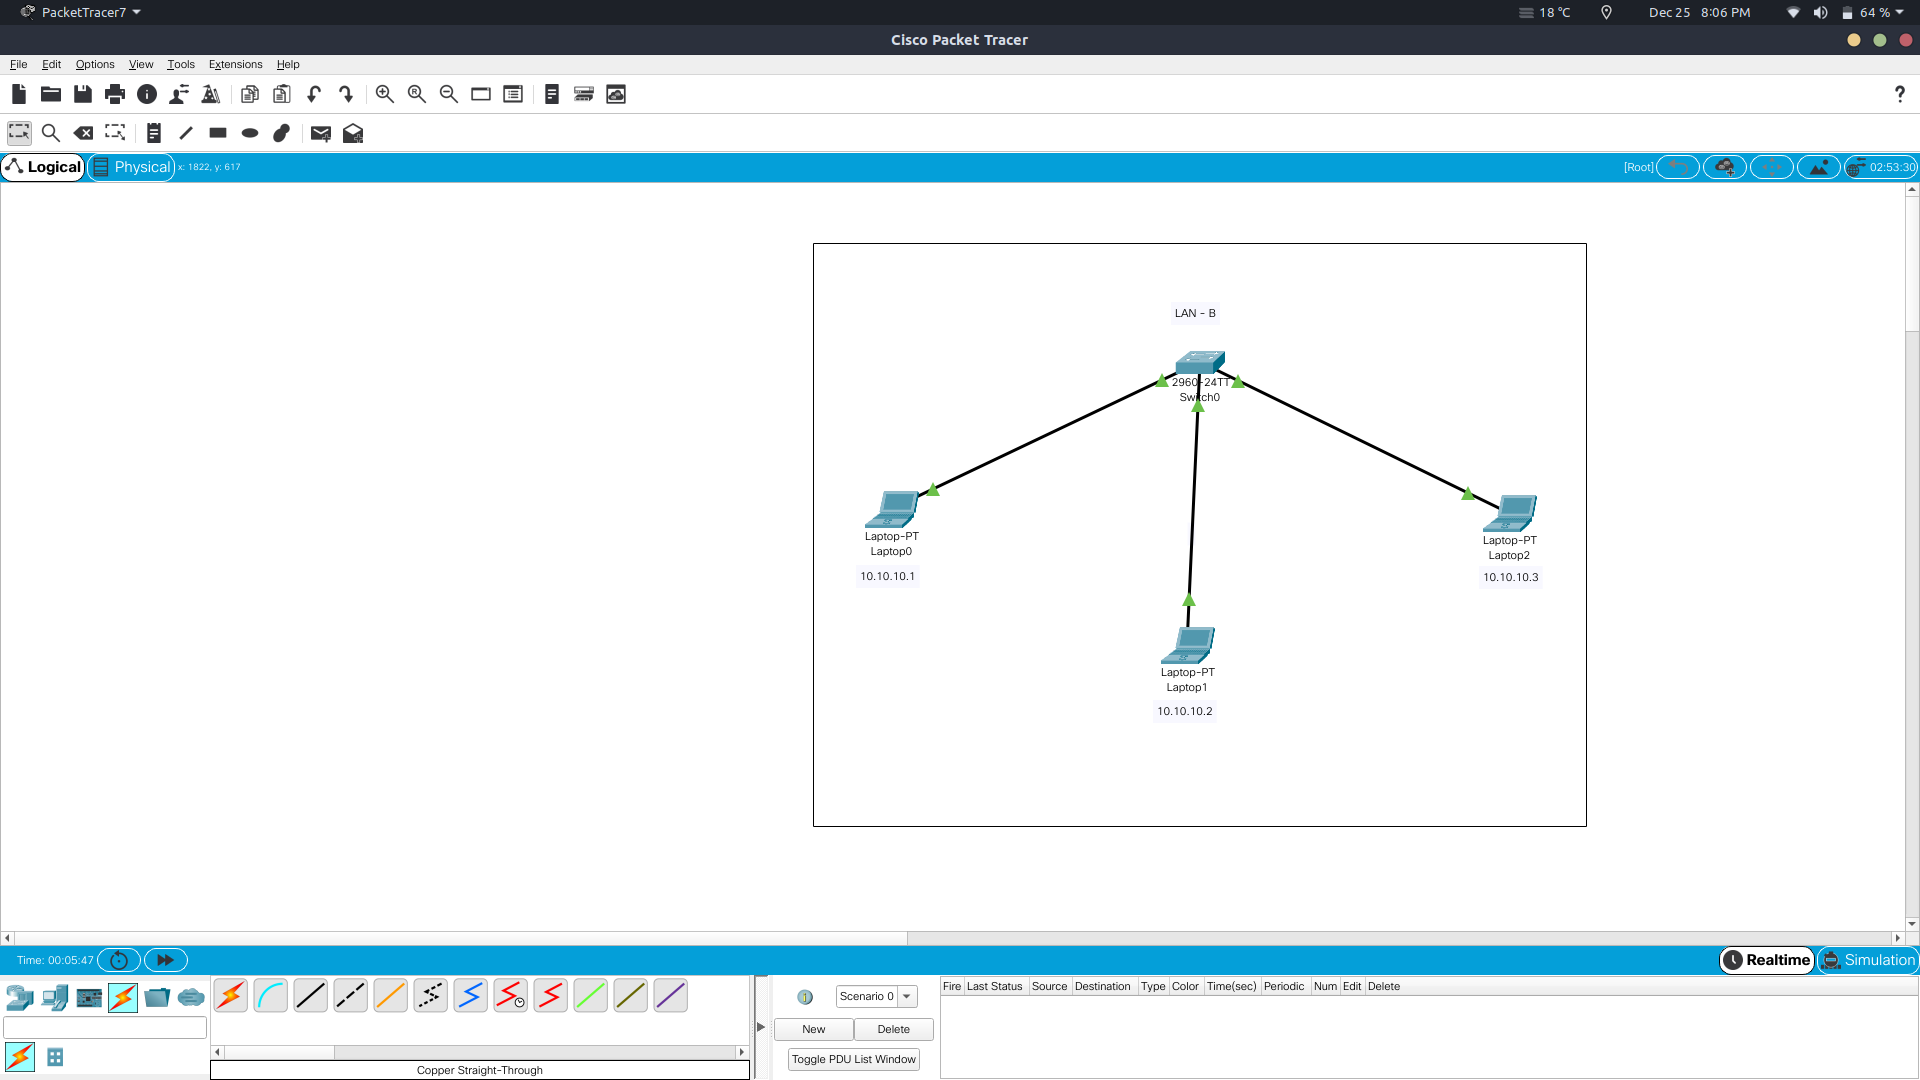 PacketTracer7
18 °C
Dec 25 8:06 PM
64 %
Cisco Packet Tracer
File Edit Options View Tools Extensions Help
?
Logical
Physical
x: 1822, y: 617
[Root]
02:53:30
LAN - B
2960-24TT
Switch0
Laptop-PT
Laptop0
10.10.10.1
Laptop-PT
Laptop2
10.10.10.3
Laptop-PT
Laptop1
10.10.10.2
Time: 00:05:47
Realtime
Simulation
Scenario 0
New
Delete
Toggle PDU List Window
Fire Last Status Source Destination Type Color Time(sec) Periodic Num Edit Delete
Copper Straight-Through